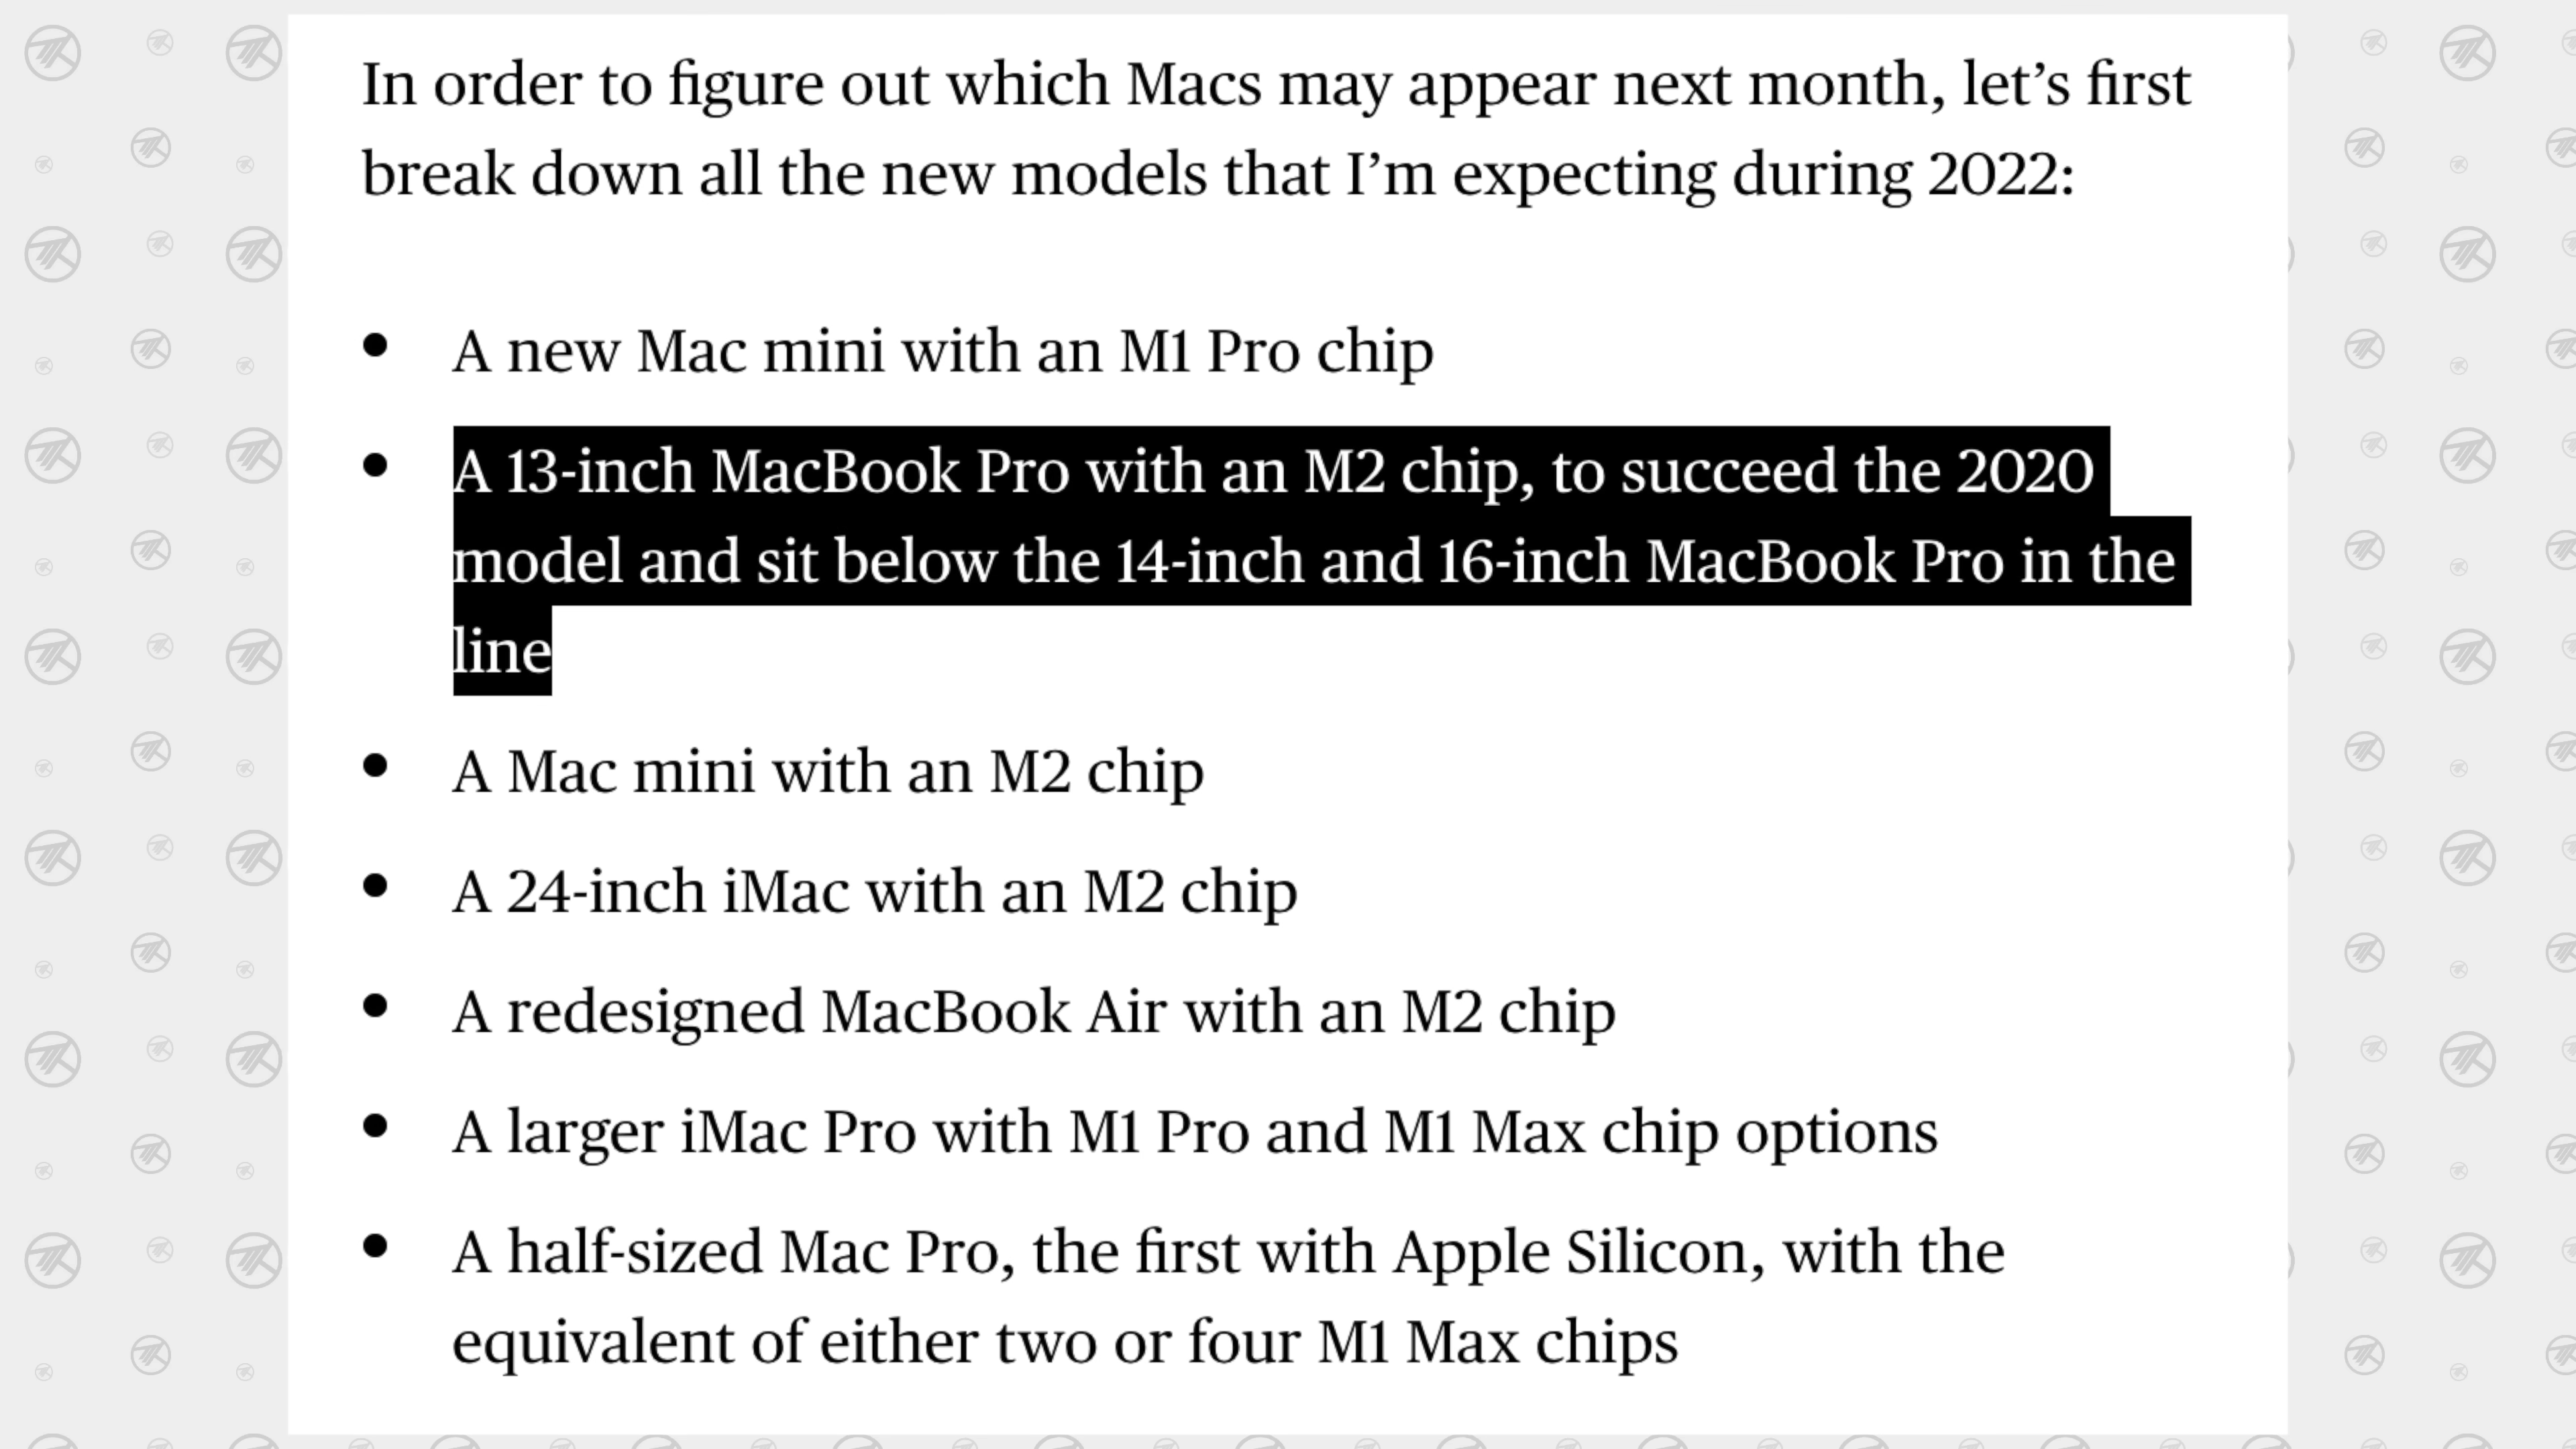 In order to figure out which Macs may appear next month, let’s first
break down all the new models that I’m expecting during 2022:
• A new Mac mini with an M1 Pro chip
• A 13-inch MacBook Pro with an M2 chip, to succeed the 2020
model and sit below the 14-inch and 16-inch MacBook Pro in the
line
• A Mac mini with an M2 chip
• A 24-inch iMac with an M2 chip
• A redesigned MacBook Air with an M2 chip
• A larger iMac Pro with M1 Pro and M1 Max chip options
• A half-sized Mac Pro, the first with Apple Silicon, with the
equivalent of either two or four M1 Max chips